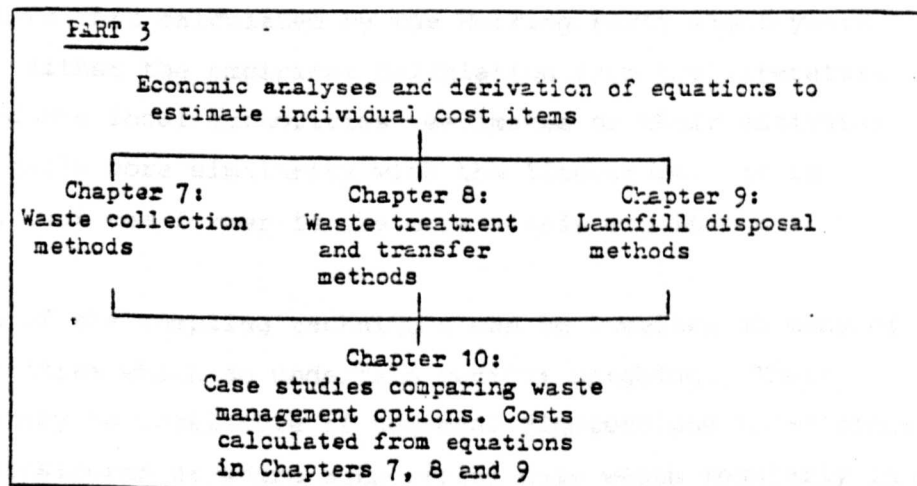 PART 3
Economic analyses and derivation of equations to
estimate individual cost items
Chapter 7:
Waste collection
methods
Chapter 8:
Waste treatment
and transfer
methods
Chapter 9:
Landfill disposal
methods
Chapter 10:
Case studies comparing waste
management options. Costs
calculated from equations
in Chapters 7, 8 and 9